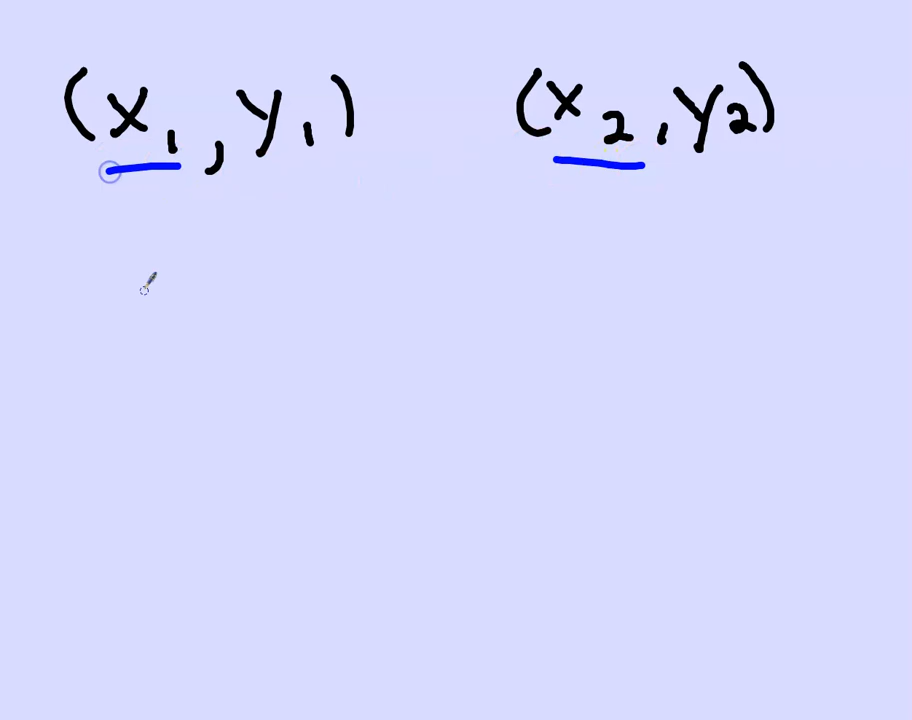 (x₁, y₁) (x₂, y₂)